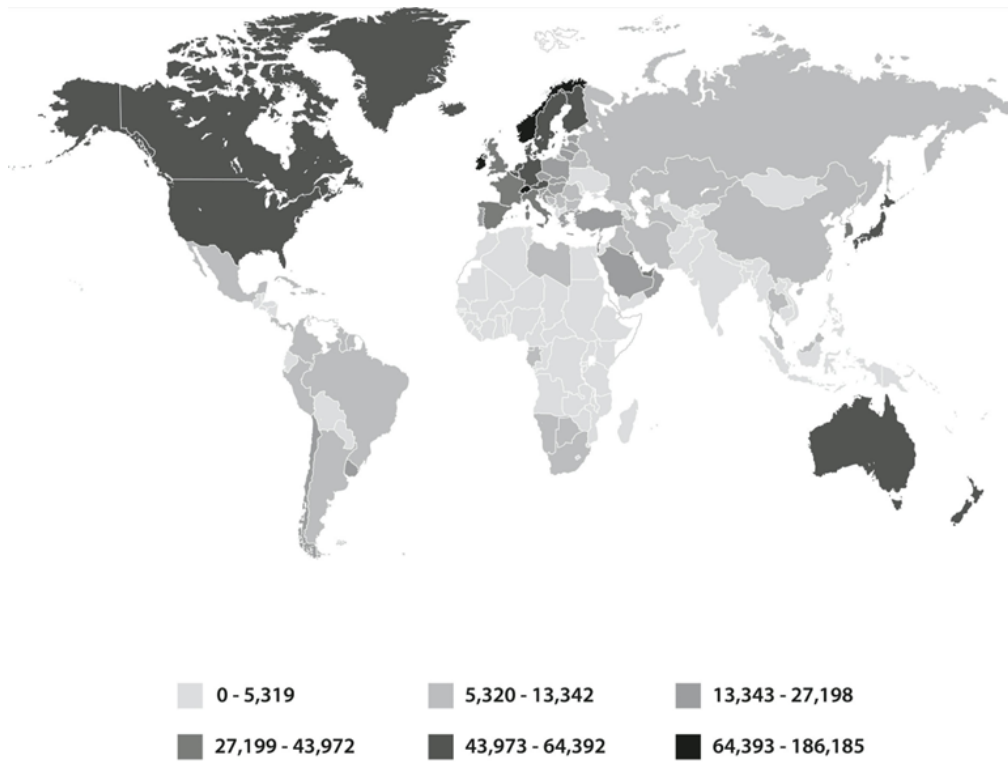 0 - 5,319
5,320 - 13,342
13,343 - 27,198
27,199 - 43,972
43,973 - 64,392
64,393 - 186,185